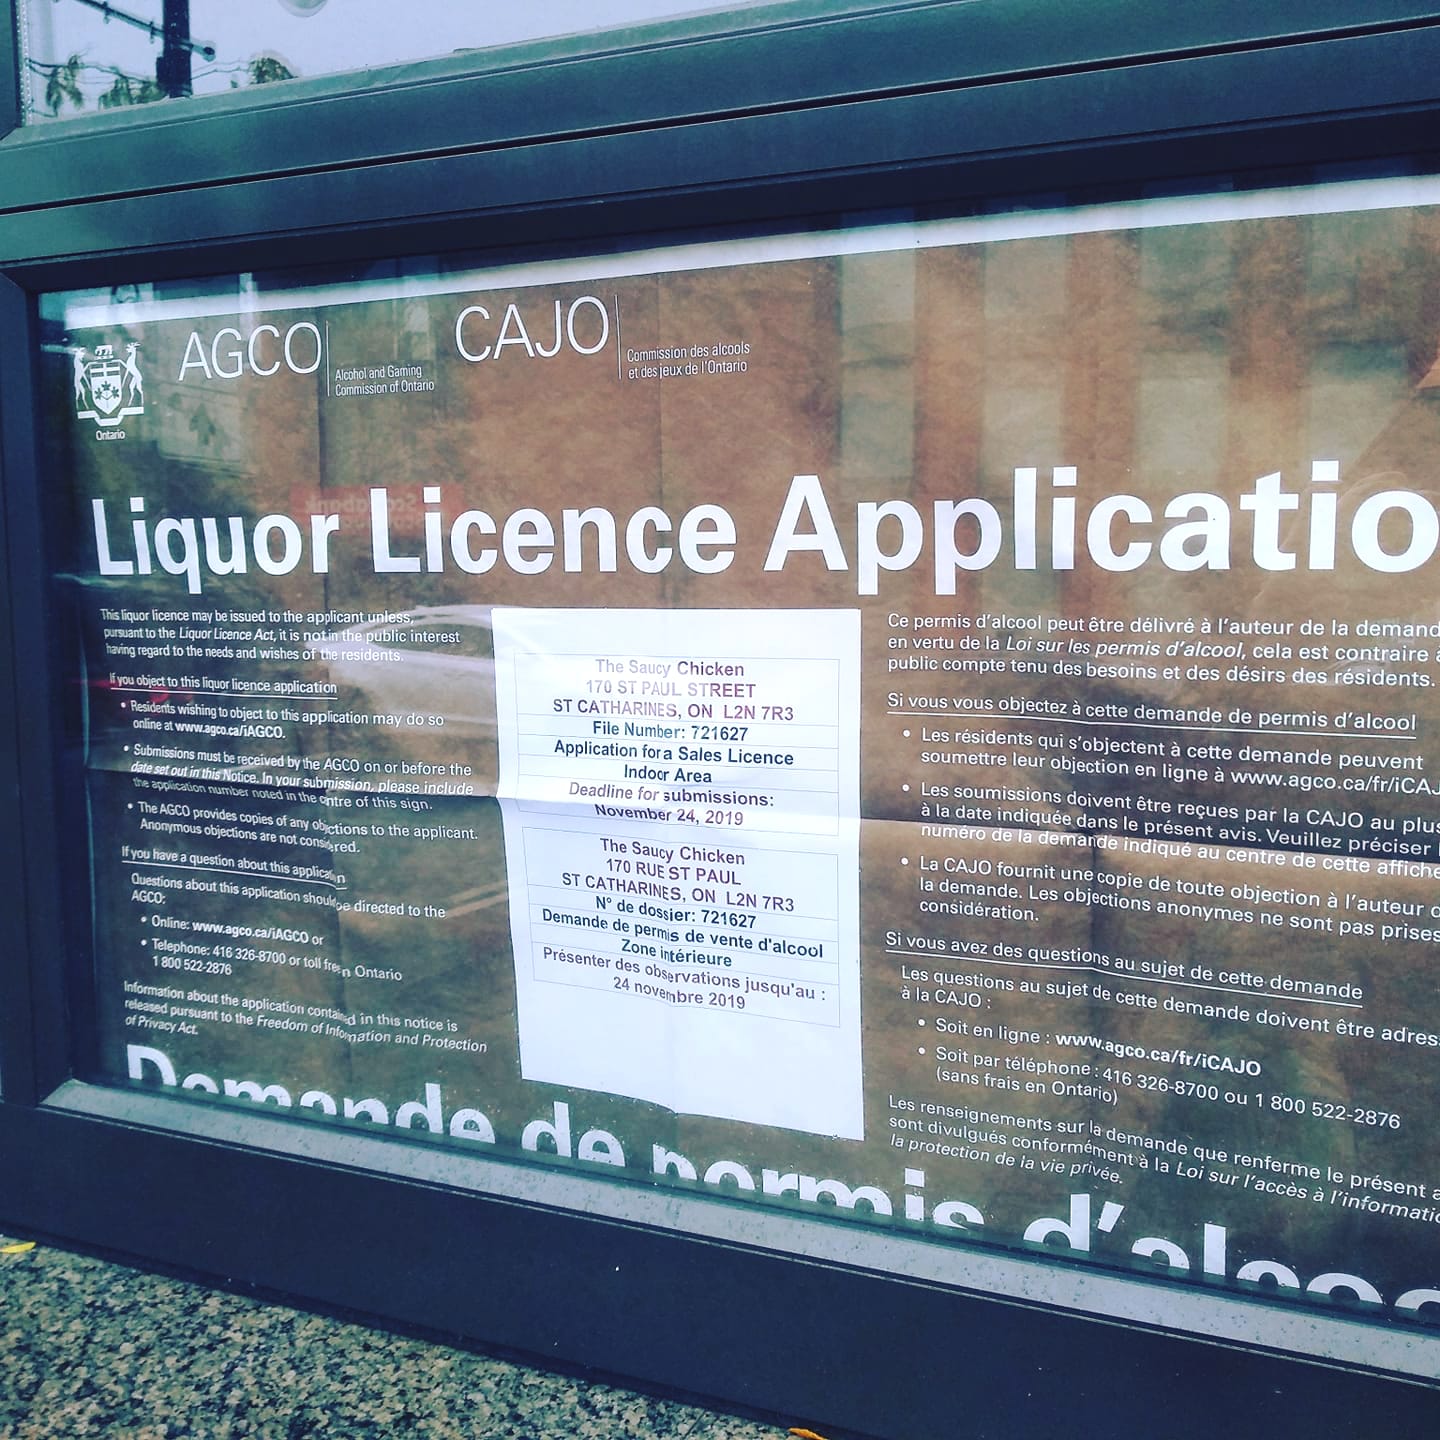 AGCO
Alcohol and Gaming
Commission of Ontario
CAJO
Commission des alcools
et des jeux de l'Ontario
Ontario
Scotiabank
Liquor Licence Applicatio
This liquor licence may be issued to the applicant unless,
pursuant to the Liquor Licence Act, it is not in the public interest
having regard to the needs and wishes of the residents.
If you object to this liquor licence application
• Residents wishing to object to this application may do so
online at www.agco.ca/iAGCO.
• Submissions must be received by the AGCO on or before the
date set out in this Notice. In your submission, please include
the application number noted in the centre of this sign.
• The AGCO provides copies of any objections to the applicant.
Anonymous objections are not considered.
If you have a question about this application
Questions about this application should be directed to the
AGCO:
• Online: www.agco.ca/iAGCO or
• Telephone: 416 326-8700 or toll free in Ontario
1 800 522-2876
Information about the application contained in this notice is
released pursuant to the Freedom of Information and Protection
of Privacy Act.
The Saucy Chicken
170 ST PAUL STREET
ST CATHARINES, ON L2N 7R3
File Number: 721627
Application for a Sales Licence
Indoor Area
Deadline for submissions:
November 24, 2019
The Saucy Chicken
170 RUE ST PAUL
ST CATHARINES, ON L2N 7R3
N° de dossier: 721627
Demande de permis de vente d'alcool
Zone intérieure
Présenter des observations jusqu'au :
24 novembre 2019
Ce permis d'alcool peut être délivré à l'auteur de la demand
en vertu de la Loi sur les permis d'alcool, cela est contraire à
public compte tenu des besoins et des désirs des résidents.
Si vous vous objectez à cette demande de permis d'alcool
• Les résidents qui s'objectent à cette demande peuvent
soumettre leur objection en ligne à www.agco.ca/fr/iCAJ
• Les soumissions doivent être reçues par la CAJO au plus
à la date indiquée dans le présent avis. Veuillez préciser l
numéro de la demande indiqué au centre de cette affiche
• La CAJO fournit une copie de toute objection à l'auteur d
la demande. Les objections anonymes ne sont pas prises
considération.
Si vous avez des questions au sujet de cette demande
Les questions au sujet de cette demande doivent être adres
à la CAJO :
• Soit en ligne : www.agco.ca/fr/iCAJO
• Soit par téléphone : 416 326-8700 ou 1 800 522-2876
(sans frais en Ontario)
Les renseignements sur la demande que renferme le présent a
sont divulgués conformément à la Loi sur l'accès à l'informatio
la protection de la vie privée.
Demande de permis d'alcoo